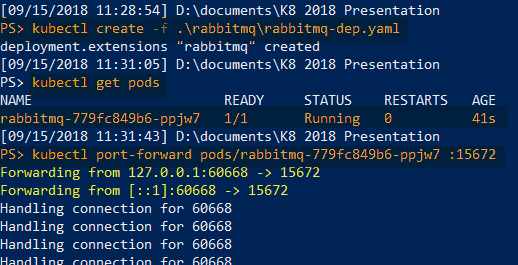 [09/15/2018 11:28:54] D:\documents\K8 2018 Presentation
PS> kubectl create -f .\rabbitmq\rabbitmq-dep.yaml
deployment.extensions "rabbitmq" created
[09/15/2018 11:31:05] D:\documents\K8 2018 Presentation
PS> kubectl get pods
NAME READY STATUS RESTARTS AGE
rabbitmq-779fc849b6-ppjw7 1/1 Running 0 41s
[09/15/2018 11:31:43] D:\documents\K8 2018 Presentation
PS> kubectl port-forward pods/rabbitmq-779fc849b6-ppjw7 :15672
Forwarding from 127.0.0.1:60668 -> 15672
Forwarding from [::1]:60668 -> 15672
Handling connection for 60668
Handling connection for 60668
Handling connection for 60668
Handling connection for 60668